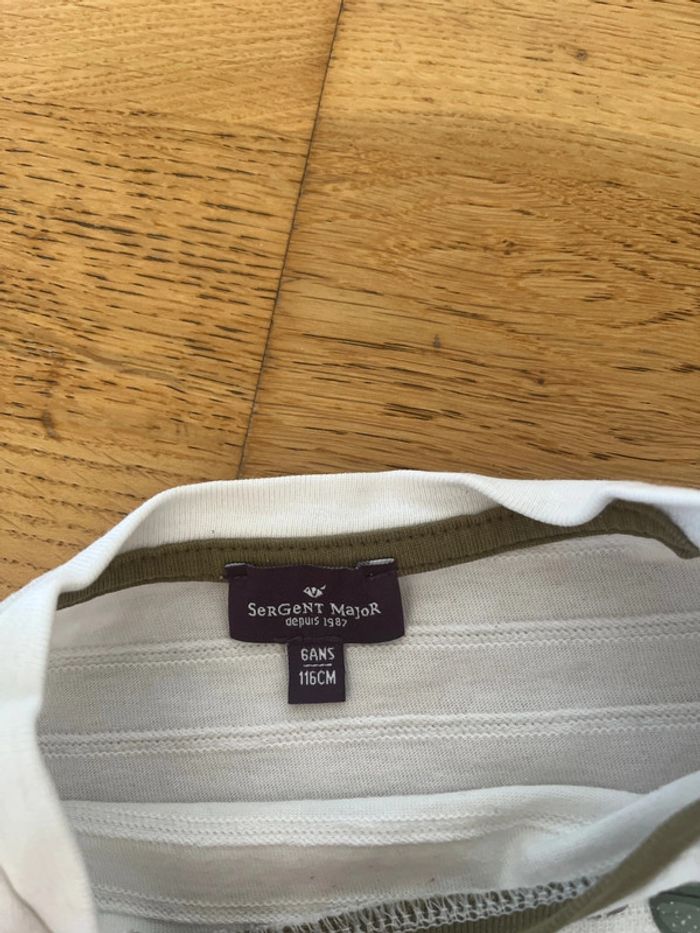 SerGeNT MajoR
depuis 1987
6ANS
116CM